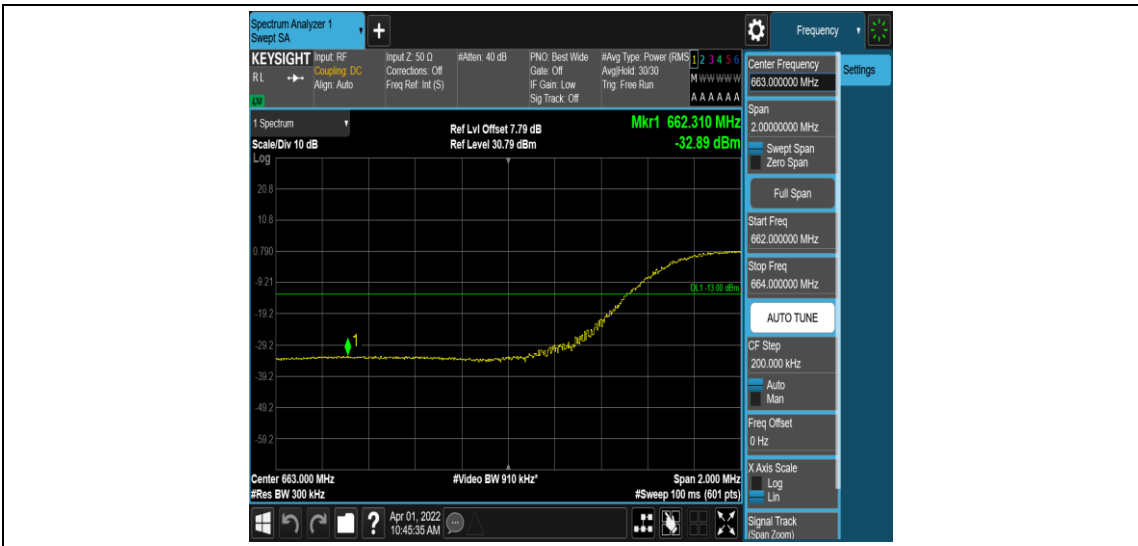 Spectrum Analyzer 1
Swept SA
+
Frequency
KEYSIGHT
RL
LXI
Input: RF
Coupling: DC
Align: Auto
Input Z: 50 Ω
Corrections: Off
Freq Ref: Int (S)
#Atten: 40 dB
PNO: Best Wide
Gate: Off
IF Gain: Low
Sig Track: Off
#Avg Type: Power (RMS
Avg|Hold: 30/30
Trig: Free Run
1 2 3 4 5 6
M W W W W W
A A A A A A
1 Spectrum
Scale/Div 10 dB
Log
Ref Lvl Offset 7.79 dB
Ref Level 30.79 dBm
Mkr1 662.310 MHz
-32.89 dBm
20.8
10.8
0.790
-9.21
DL1 -13.00 dBm
-19.2
-29.2
1
-39.2
-49.2
-59.2
Center 663.000 MHz
#Res BW 300 kHz
#Video BW 910 kHz*
Span 2.000 MHz
#Sweep 100 ms (601 pts)
?
Apr 01, 2022
10:45:35 AM
Center Frequency
663.000000 MHz
Settings
Span
2.00000000 MHz
Swept Span
Zero Span
Full Span
Start Freq
662.000000 MHz
Stop Freq
664.000000 MHz
AUTO TUNE
CF Step
200.000 kHz
Auto
Man
Freq Offset
0 Hz
X Axis Scale
Log
Lin
Signal Track
(Span Zoom)